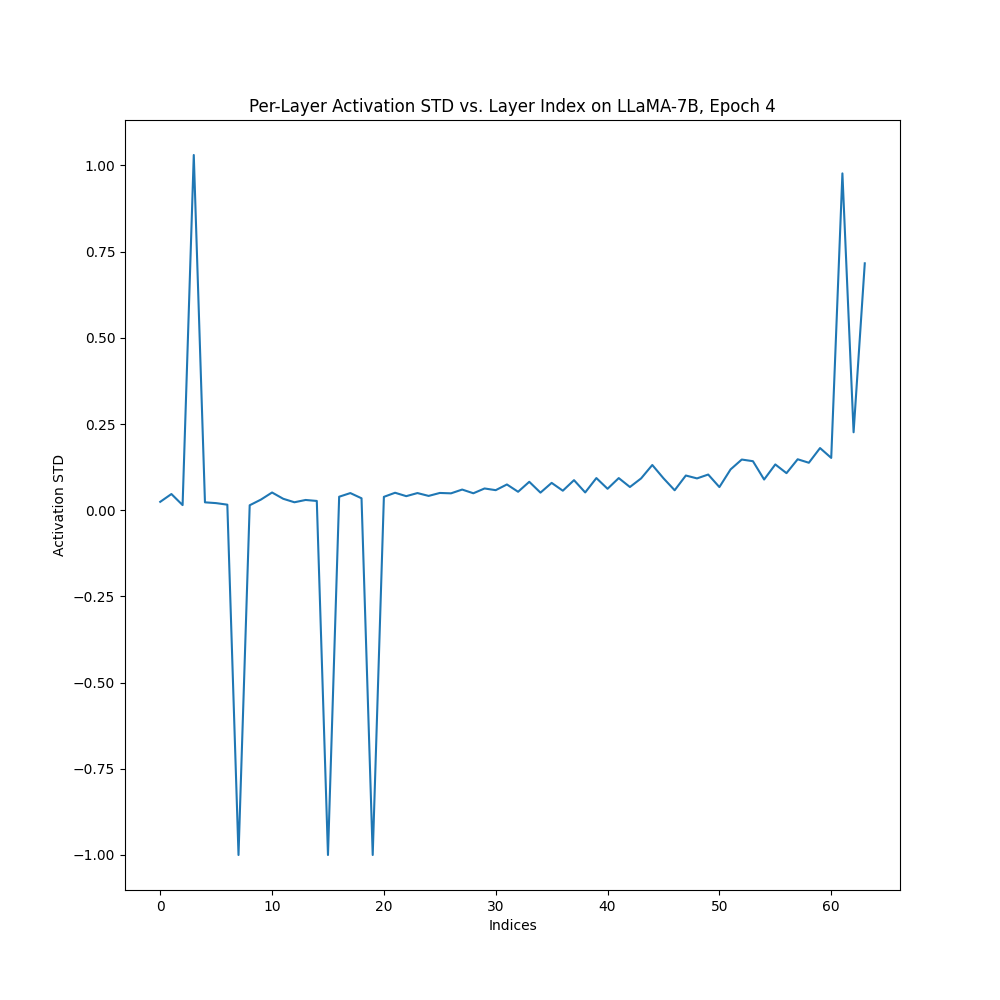 Per-Layer Activation STD vs. Layer Index on LLaMA-7B, Epoch 4
1.00
0.75
0.50
0.25
0.00
−0.25
−0.50
−0.75
−1.00
Activation STD
0 10 20 30 40 50 60
Indices